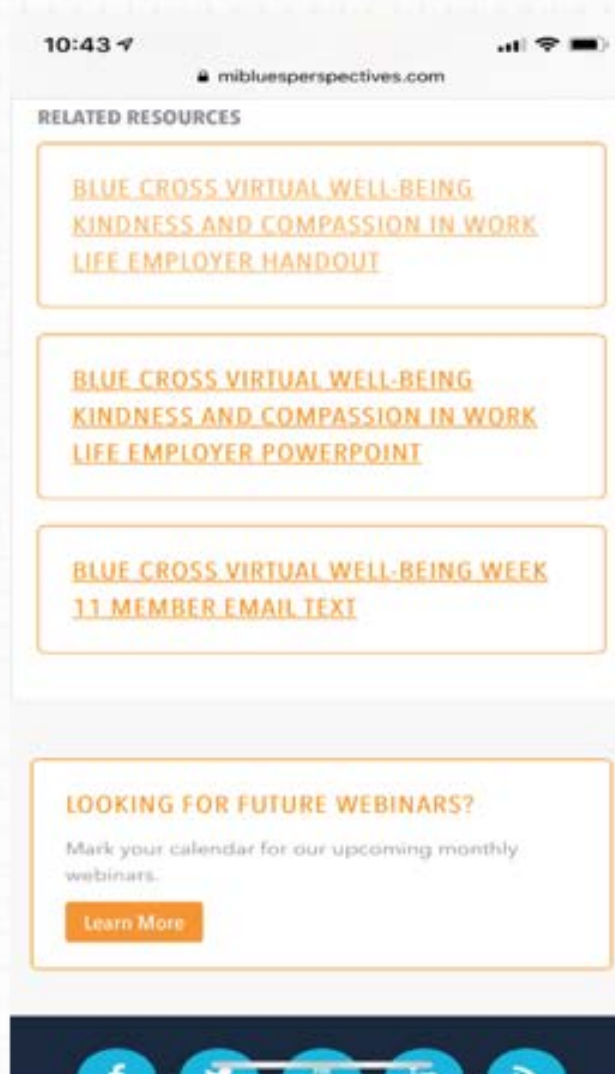 10:43
mibluesperspectives.com
RELATED RESOURCES
BLUE CROSS VIRTUAL WELL-BEING
KINDNESS AND COMPASSION IN WORK
LIFE EMPLOYER HANDOUT
BLUE CROSS VIRTUAL WELL-BEING
KINDNESS AND COMPASSION IN WORK
LIFE EMPLOYER POWERPOINT
BLUE CROSS VIRTUAL WELL-BEING WEEK
11 MEMBER EMAIL TEXT
LOOKING FOR FUTURE WEBINARS?
Mark your calendar for our upcoming monthly
webinars.
Learn More